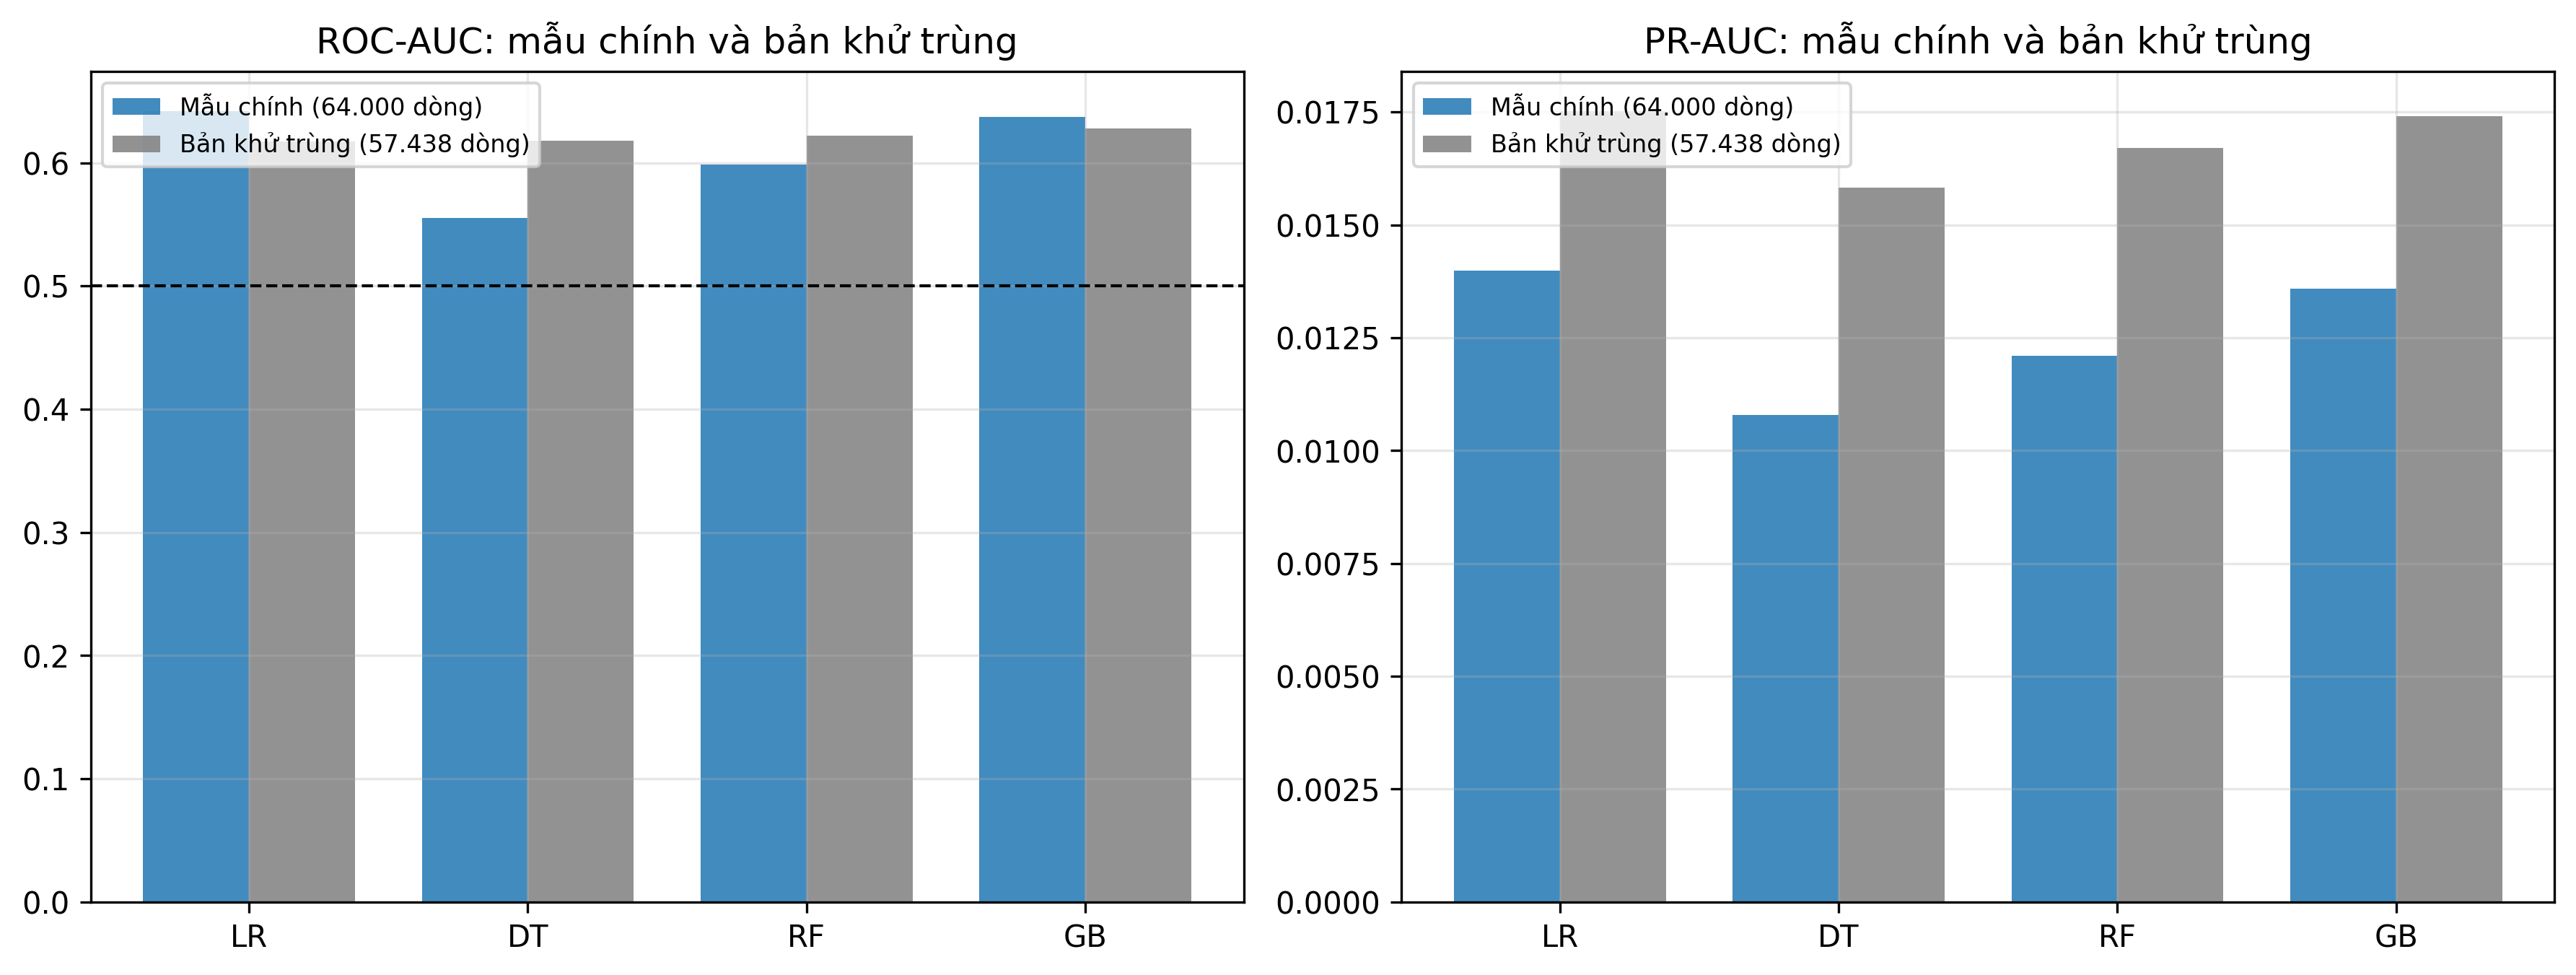 ROC-AUC: mẫu chính và bản khử trùng
Mẫu chính (64.000 dòng)
Bản khử trùng (57.438 dòng)
0.6
0.5
0.4
0.3
0.2
0.1
0.0
LR DT RF GB
PR-AUC: mẫu chính và bản khử trùng
Mẫu chính (64.000 dòng)
Bản khử trùng (57.438 dòng)
0.0175
0.0150
0.0125
0.0100
0.0075
0.0050
0.0025
0.0000
LR DT RF GB